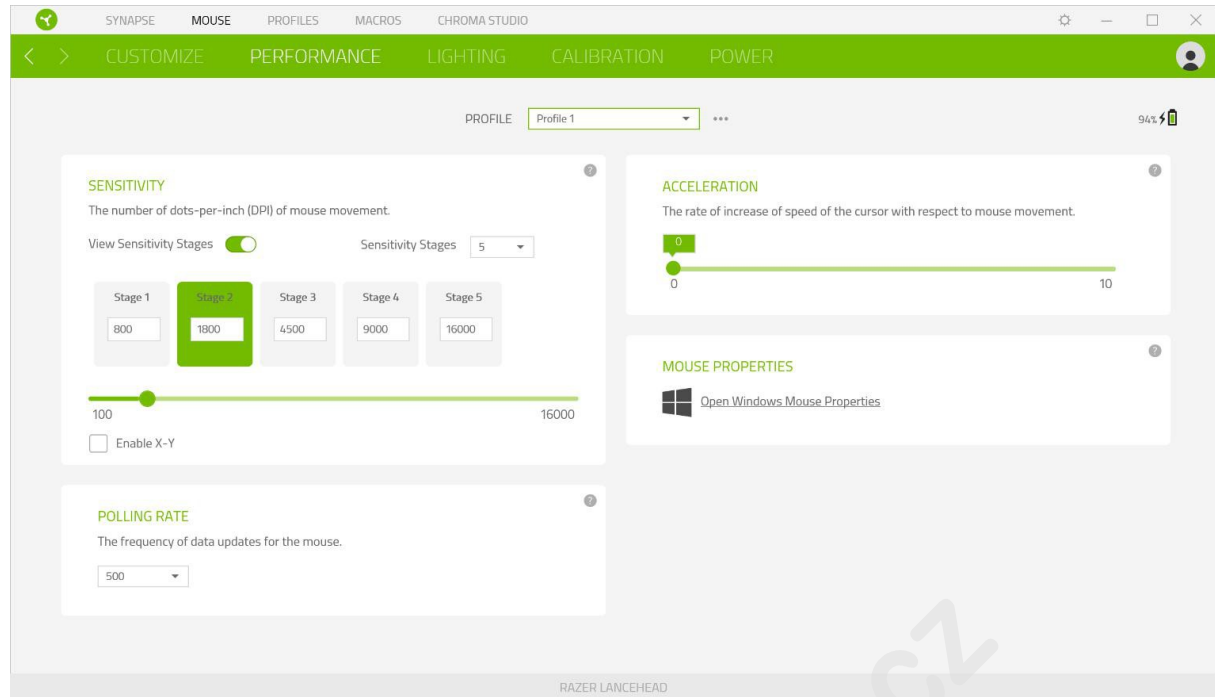 SYNAPSE MOUSE PROFILES MACROS CHROMA STUDIO
CUSTOMIZE PERFORMANCE LIGHTING CALIBRATION POWER
PROFILE Profile 1 94%
SENSITIVITY
The number of dots-per-inch (DPI) of mouse movement.
View Sensitivity Stages Sensitivity Stages 5
Stage 1 Stage 2 Stage 3 Stage 4 Stage 5
800 1800 4500 9000 16000
100 16000
Enable X-Y
POLLING RATE
The frequency of data updates for the mouse.
500
ACCELERATION
The rate of increase of speed of the cursor with respect to mouse movement.
0
0 10
MOUSE PROPERTIES
Open Windows Mouse Properties
RAZER LANCEHEAD
cz